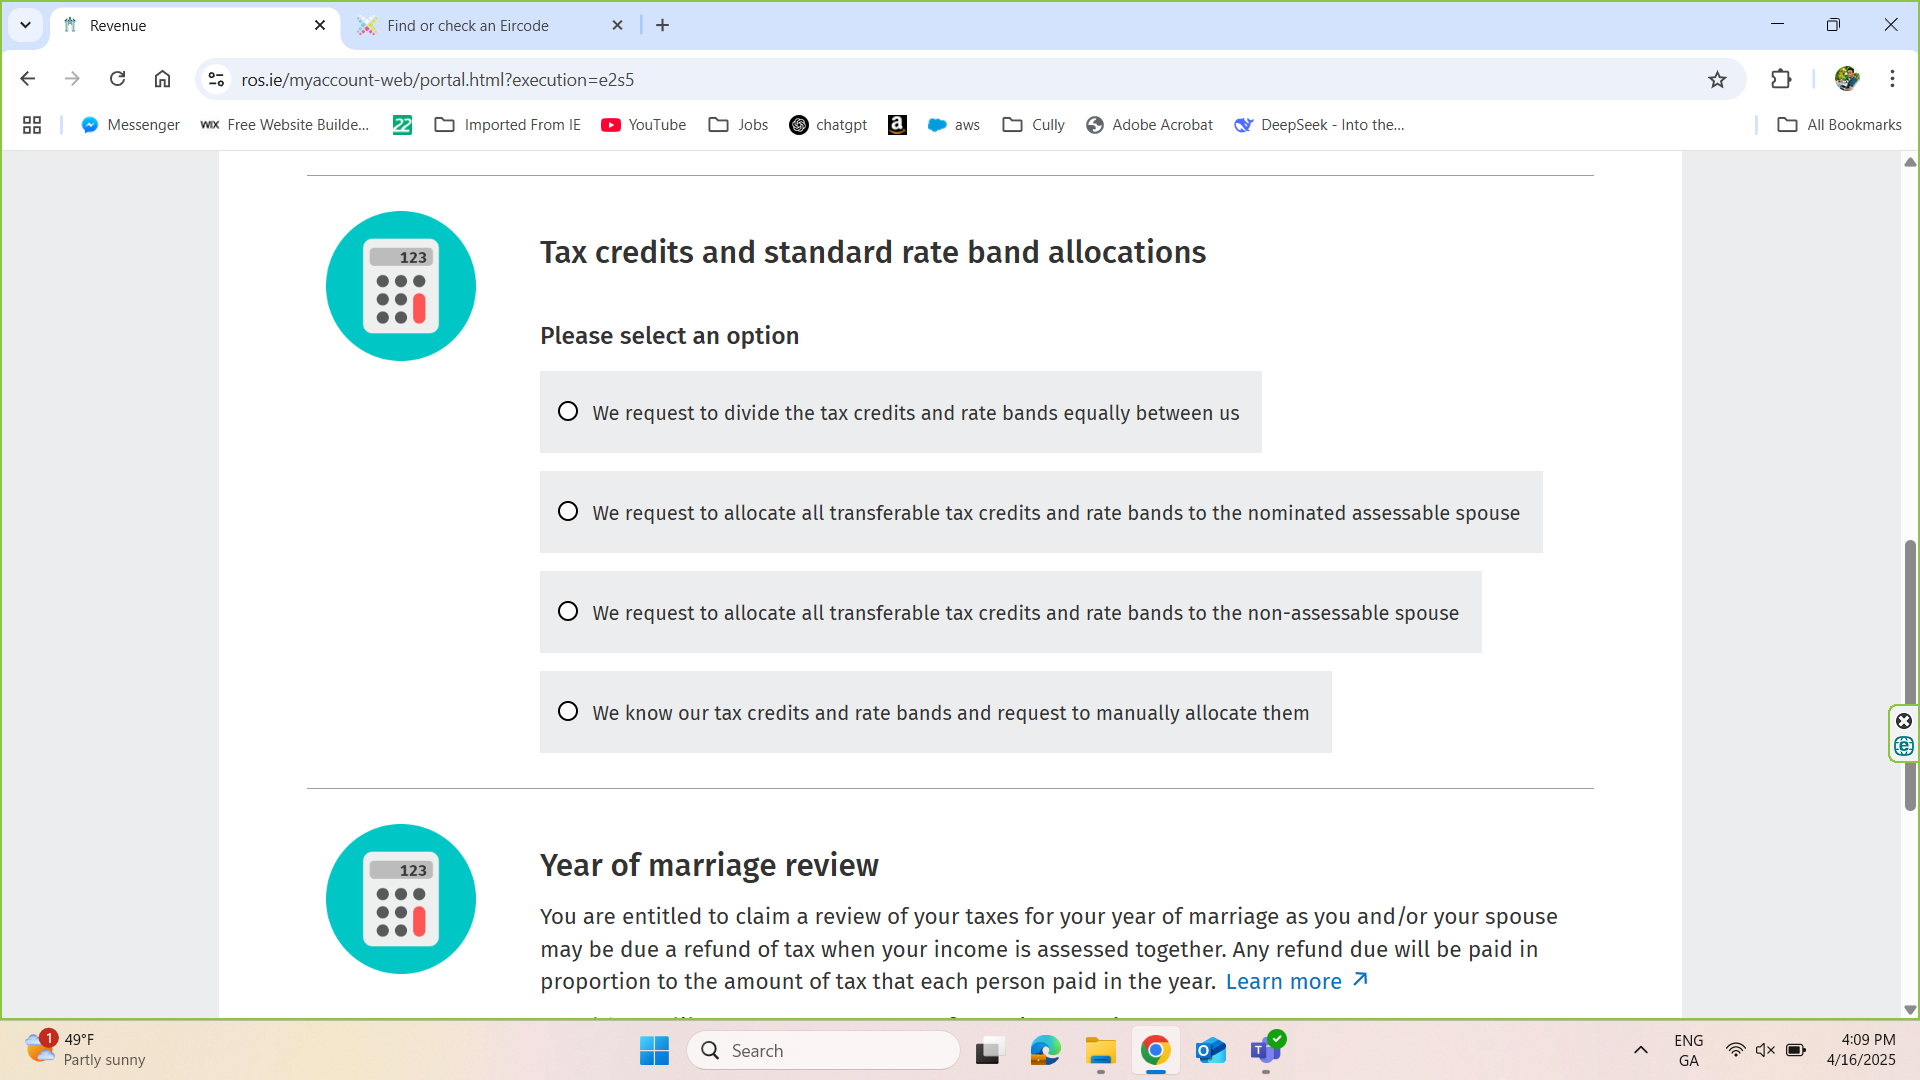 Revenue
Find or check an Eircode
ros.ie/myaccount-web/portal.html?execution=e2s5
Messenger
WIX Free Website Builde...
22
Imported From IE
YouTube
Jobs
chatgpt
a
aws
Cully
Adobe Acrobat
DeepSeek - Into the...
All Bookmarks
123
Tax credits and standard rate band allocations
Please select an option
We request to divide the tax credits and rate bands equally between us
We request to allocate all transferable tax credits and rate bands to the nominated assessable spouse
We request to allocate all transferable tax credits and rate bands to the non-assessable spouse
We know our tax credits and rate bands and request to manually allocate them
123
Year of marriage review
You are entitled to claim a review of your taxes for your year of marriage as you and/or your spouse
may be due a refund of tax when your income is assessed together. Any refund due will be paid in
proportion to the amount of tax that each person paid in the year. Learn more
1
49°F
Partly sunny
Search
ENG
GA
4:09 PM
4/16/2025